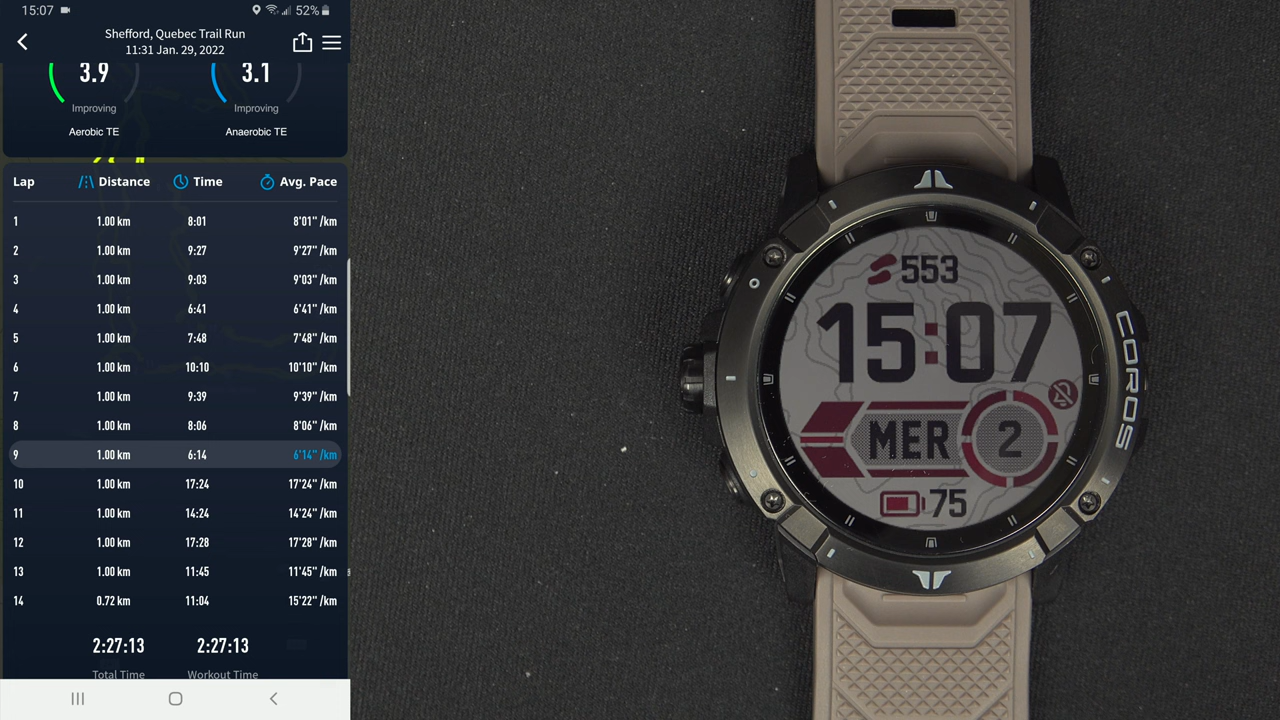 15:07 52%
Shefford, Quebec Trail Run
11:31 Jan. 29, 2022
3.9 3.1
Improving Improving
Aerobic TE Anaerobic TE
Lap Distance Time Avg. Pace
1 1.00 km 8:01 8'01" /km
2 1.00 km 9:27 9'27" /km
3 1.00 km 9:03 9'03" /km
4 1.00 km 6:41 6'41" /km
5 1.00 km 7:48 7'48" /km
6 1.00 km 10:10 10'10" /km
7 1.00 km 9:39 9'39" /km
8 1.00 km 8:06 8'06" /km
9 1.00 km 6:14 6'14" /km
10 1.00 km 17:24 17'24" /km
11 1.00 km 14:24 14'24" /km
12 1.00 km 17:28 17'28" /km
13 1.00 km 11:45 11'45" /km
14 0.72 km 11:04 15'22" /km
2:27:13 2:27:13
Total Time Workout Time
553
15:07
MER 2
75
COROS